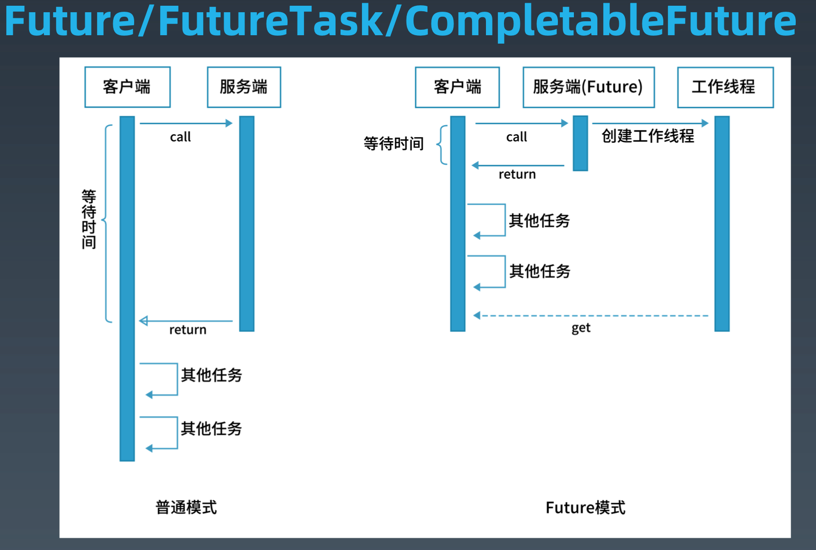 Future/FutureTask/CompletableFuture
客户端
服务端
call
等待时间
return
其他任务
其他任务
普通模式
客户端
服务端(Future)
工作线程
等待时间
call
创建工作线程
return
其他任务
其他任务
get
Future模式